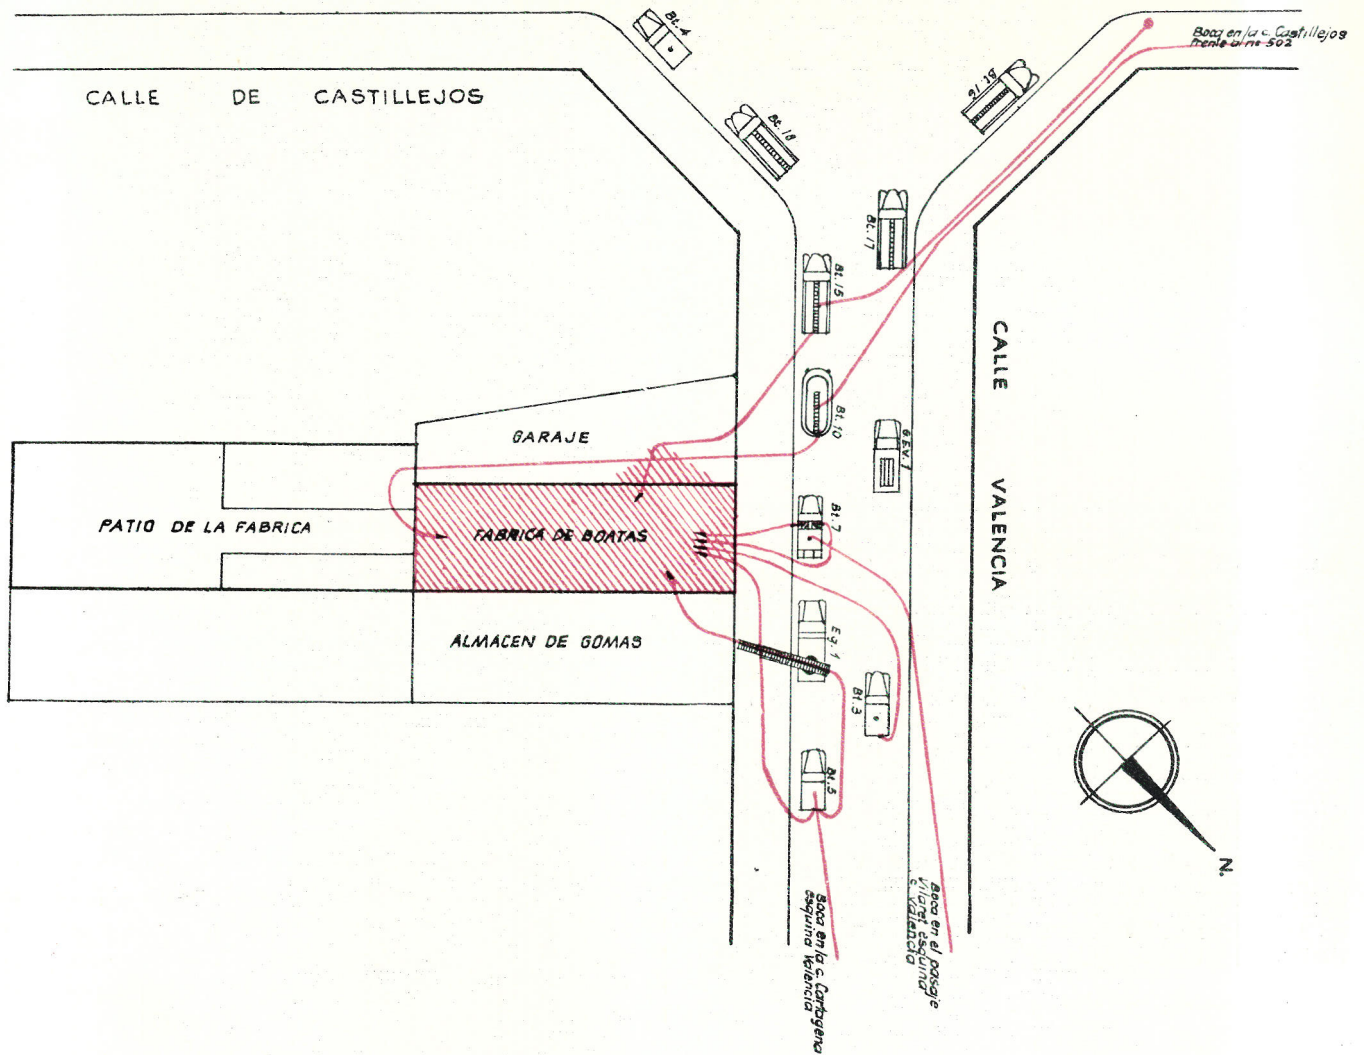 Bt. 4
Boca en la c. Castillejos
frente a nº 502
CALLE DE CASTILLEJOS
Bt. 16
Bt. 18
Bt. 17
Bt. 15
CALLE VALENCIA
GARAJE
Bt. 10
G.E.V. 1
PATIO DE LA FABRICA
FABRICA DE BOATAS
Bt. 7
ALMACEN DE GOMAS
Eg. 1
Bt. 3
Bt. 5
N.
Boca en la c. Cartagena
esquina Valencia
Boca en el pasaje
Vilaret esquina
c. Valencia